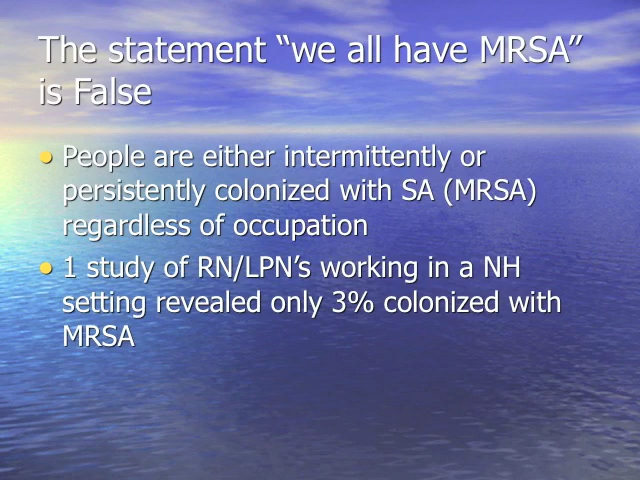 The statement “we all have MRSA”
is False
• People are either intermittently or
persistently colonized with SA (MRSA)
regardless of occupation
• 1 study of RN/LPN’s working in a NH
setting revealed only 3% colonized with
MRSA